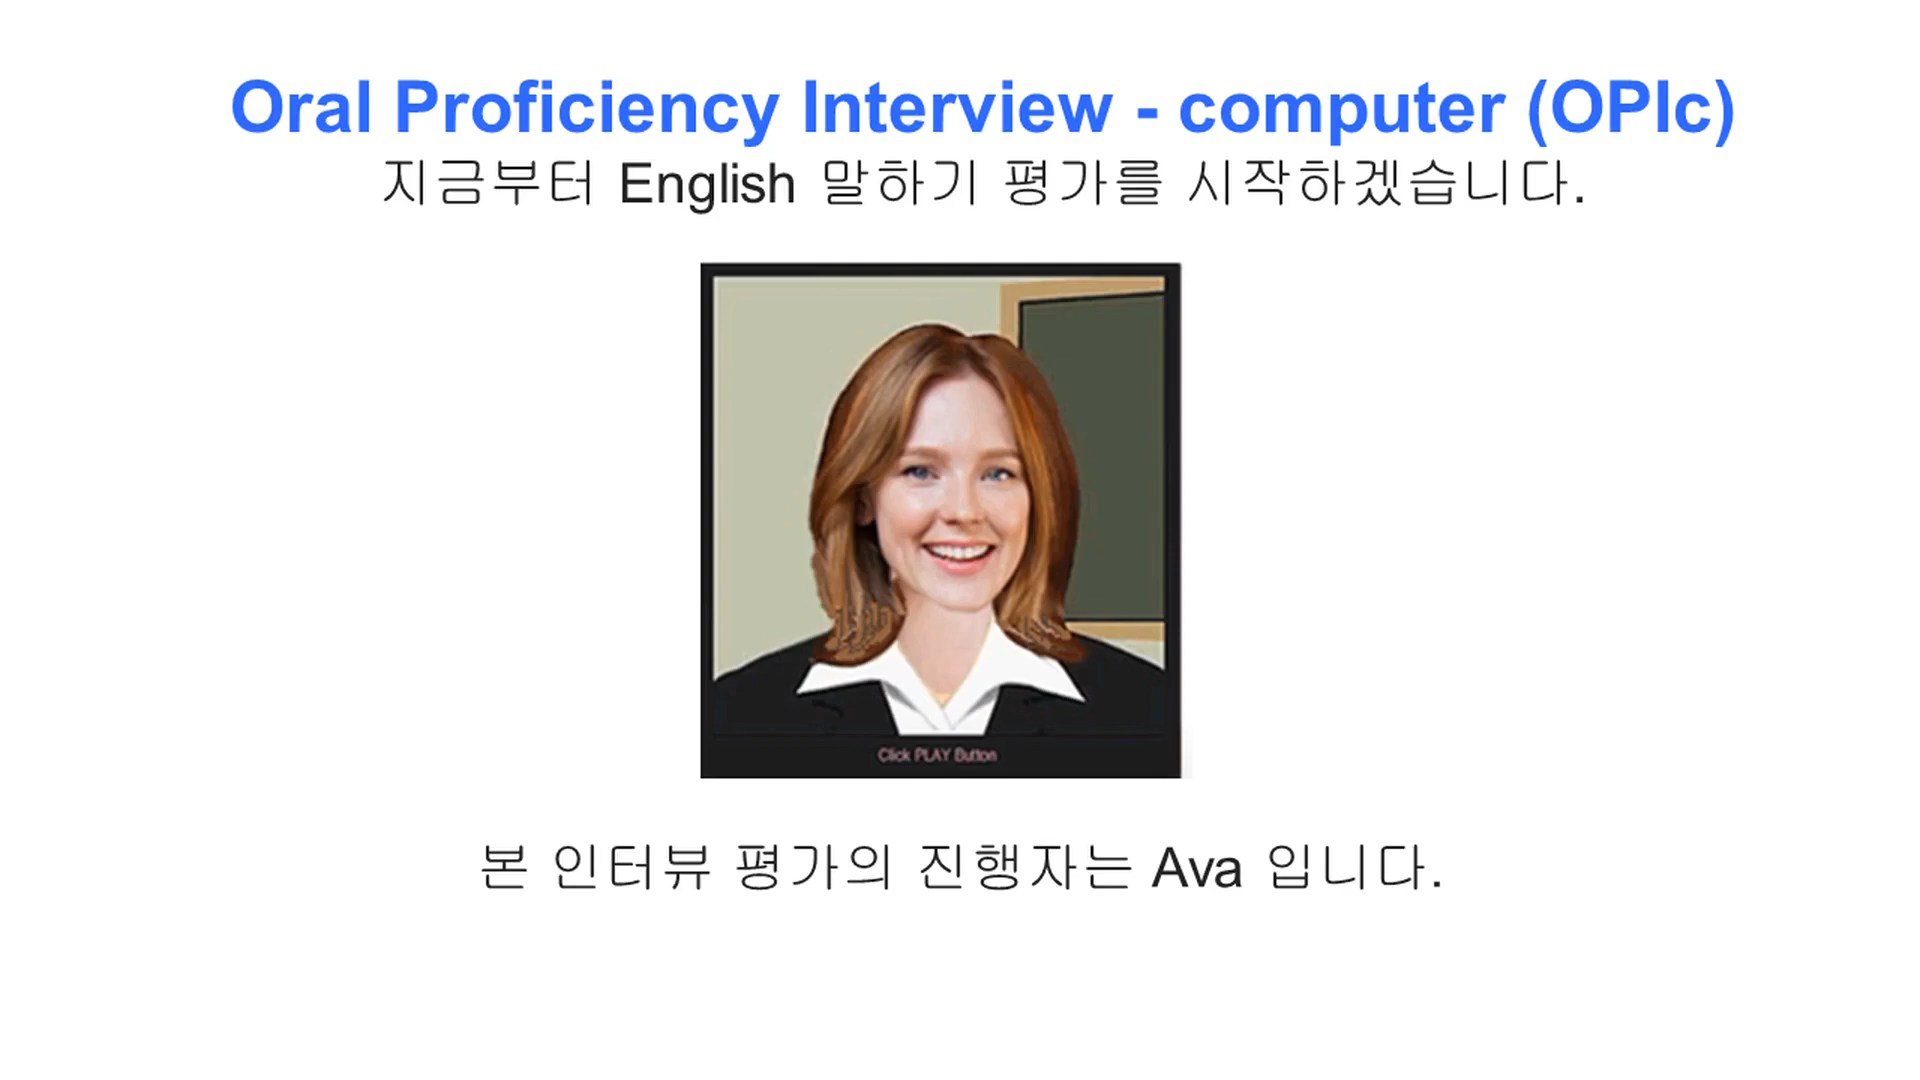 Oral Proficiency Interview - computer (OPIc)
지금부터 English 말하기 평가를 시작하겠습니다.
Click PLAY Button
본 인터뷰 평가의 진행자는 Ava 입니다.